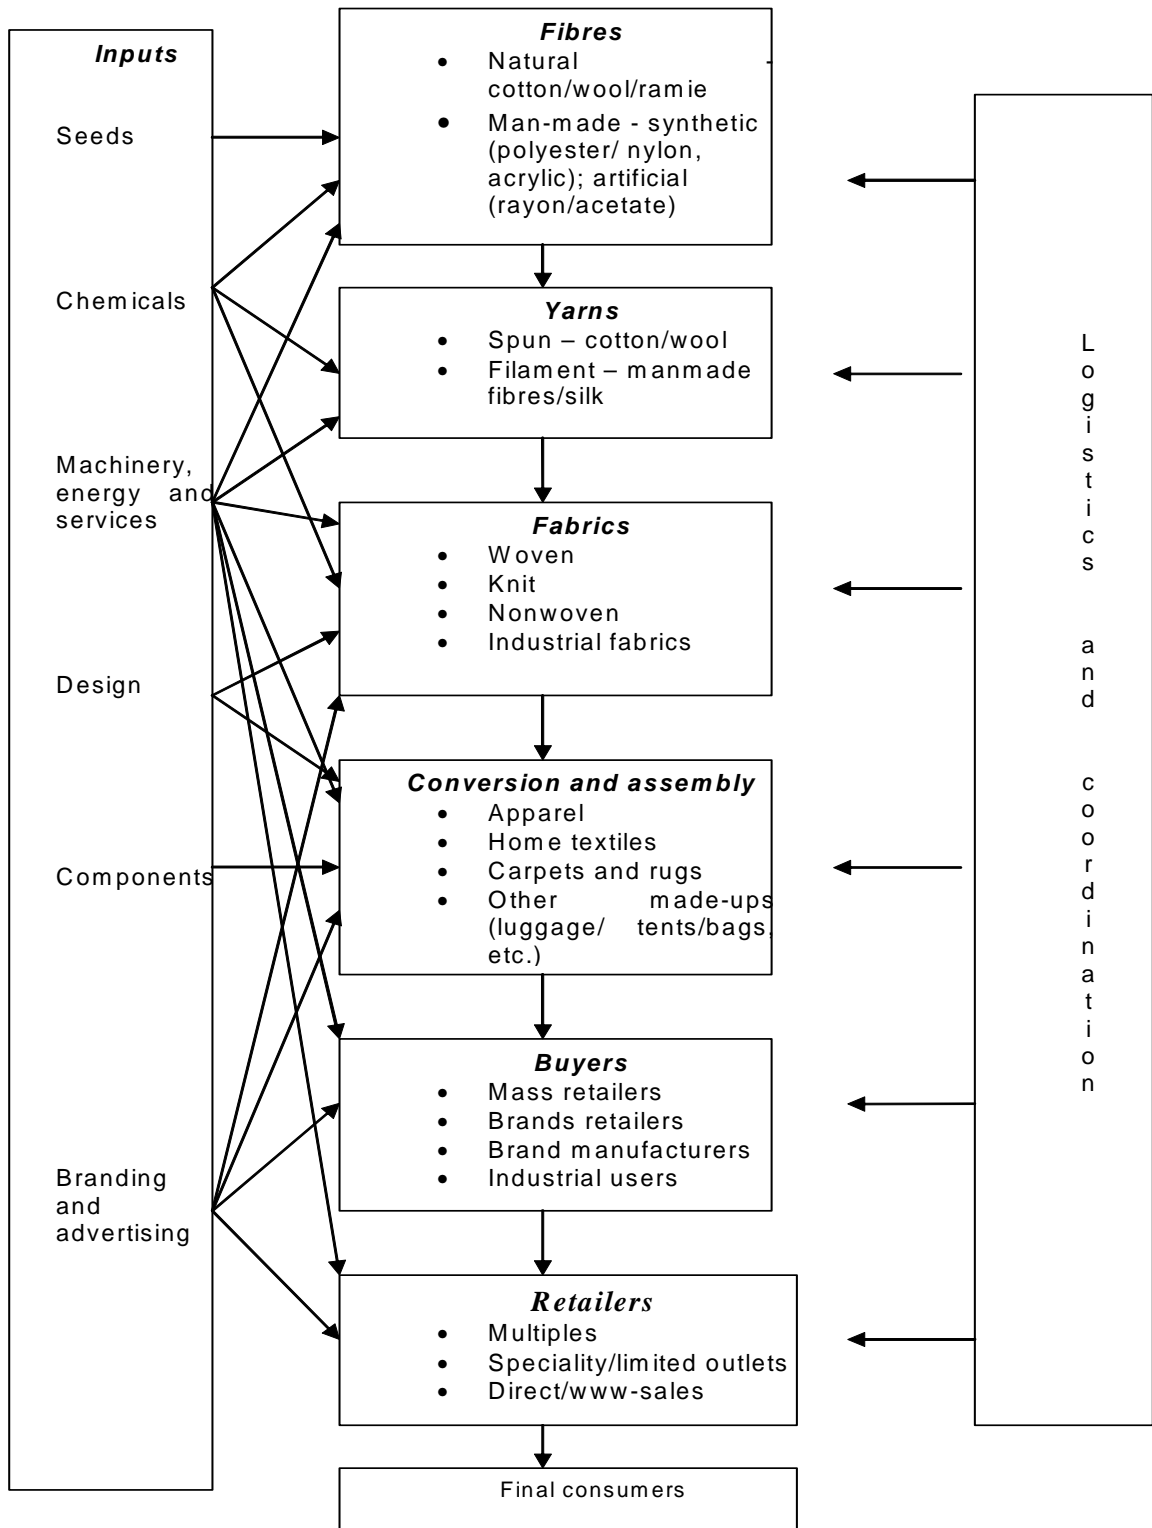 Inputs
Seeds
Chemicals
Machinery,
energy and
services
Design
Components
Branding
and
advertising
Fibres
• Natural -
cotton/wool/ramie
• Man-made - synthetic
(polyester/ nylon,
acrylic); artificial
(rayon/acetate)
Yarns
• Spun – cotton/wool
• Filament – manmade
fibres/silk
Fabrics
• Woven
• Knit
• Nonwoven
• Industrial fabrics
Conversion and assembly
• Apparel
• Home textiles
• Carpets and rugs
• Other made-ups
(luggage/ tents/bags,
etc.)
Buyers
• Mass retailers
• Brands retailers
• Brand manufacturers
• Industrial users
Retailers
• Multiples
• Speciality/limited outlets
• Direct/www-sales
Final consumers
Logistics and coordination